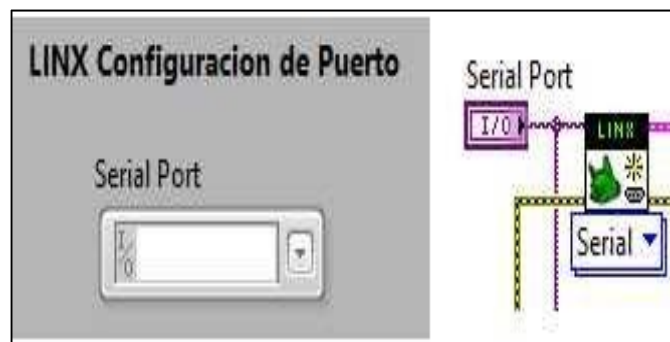 LINX Configuracion de Puerto
Serial Port
I/O
Serial Port
I/O
LINX
Serial